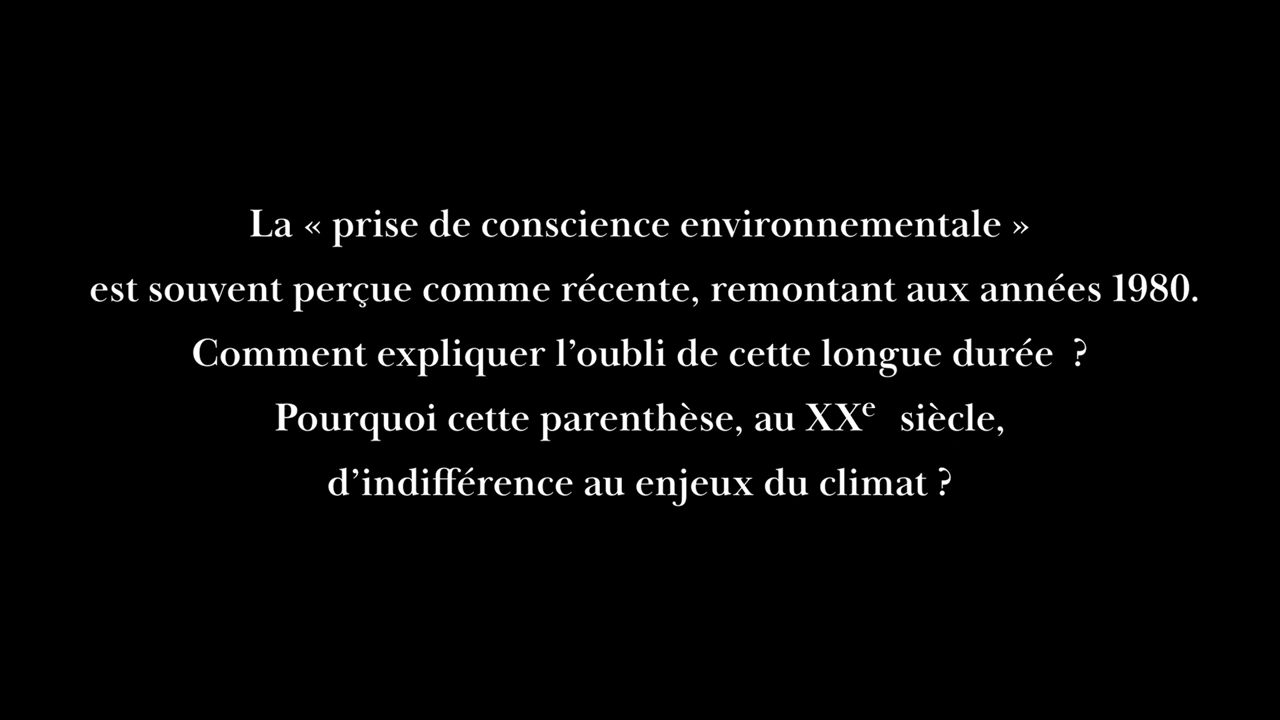 La « prise de conscience environnementale »
est souvent perçue comme récente, remontant aux années 1980.
Comment expliquer l’oubli de cette longue durée ?
Pourquoi cette parenthèse, au XXe siècle,
d’indifférence au enjeux du climat ?